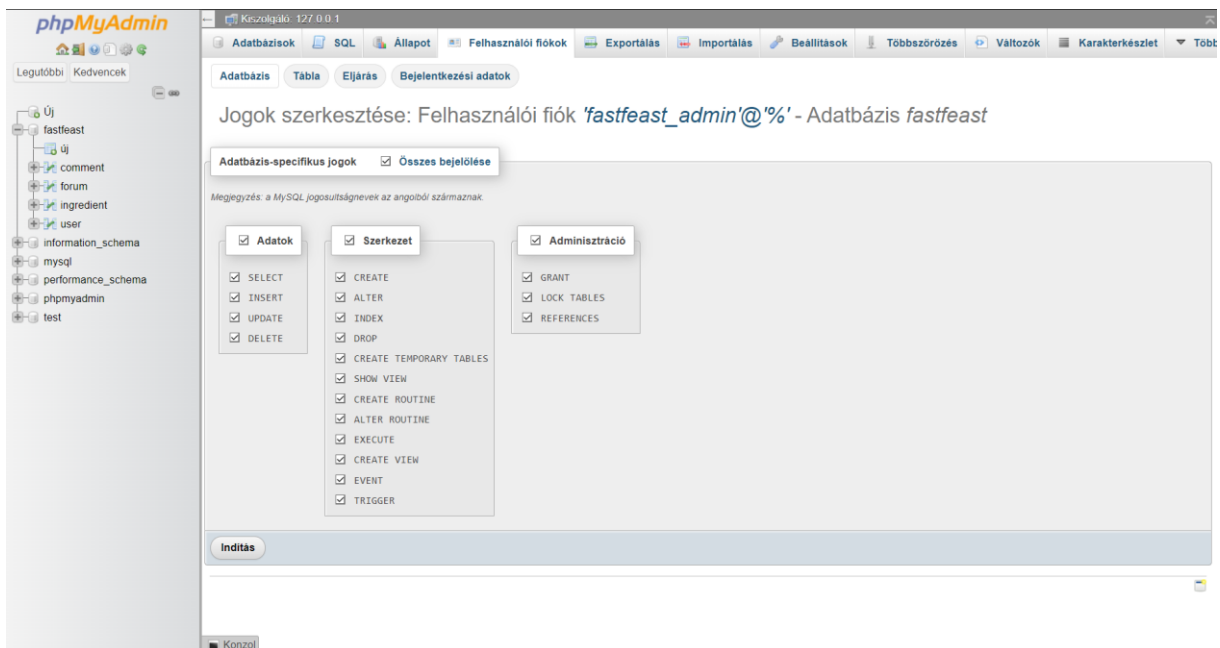 phpMyAdmin
Legutóbbi Kedvencek
Új
fastfeast
új
comment
forum
ingredient
user
information_schema
mysql
performance_schema
phpmyadmin
test
Kiszolgáló: 127.0.0.1
Adatbázisok SQL Állapot Felhasználói fiókok Exportálás Importálás Beállítások Többszörözés Változók Karakterkészlet Több
Adatbázis Tábla Eljárás Bejelentkezési adatok
Jogok szerkesztése: Felhasználói fiók 'fastfeast_admin'@'%' - Adatbázis fastfeast
Adatbázis-specifikus jogok Összes bejelölése
Megjegyzés: a MySQL jogosultságnevek az angolból származnak.
Adatok
SELECT
INSERT
UPDATE
DELETE
Szerkezet
CREATE
ALTER
INDEX
DROP
CREATE TEMPORARY TABLES
SHOW VIEW
CREATE ROUTINE
ALTER ROUTINE
EXECUTE
CREATE VIEW
EVENT
TRIGGER
Adminisztráció
GRANT
LOCK TABLES
REFERENCES
Indítás
Konzol